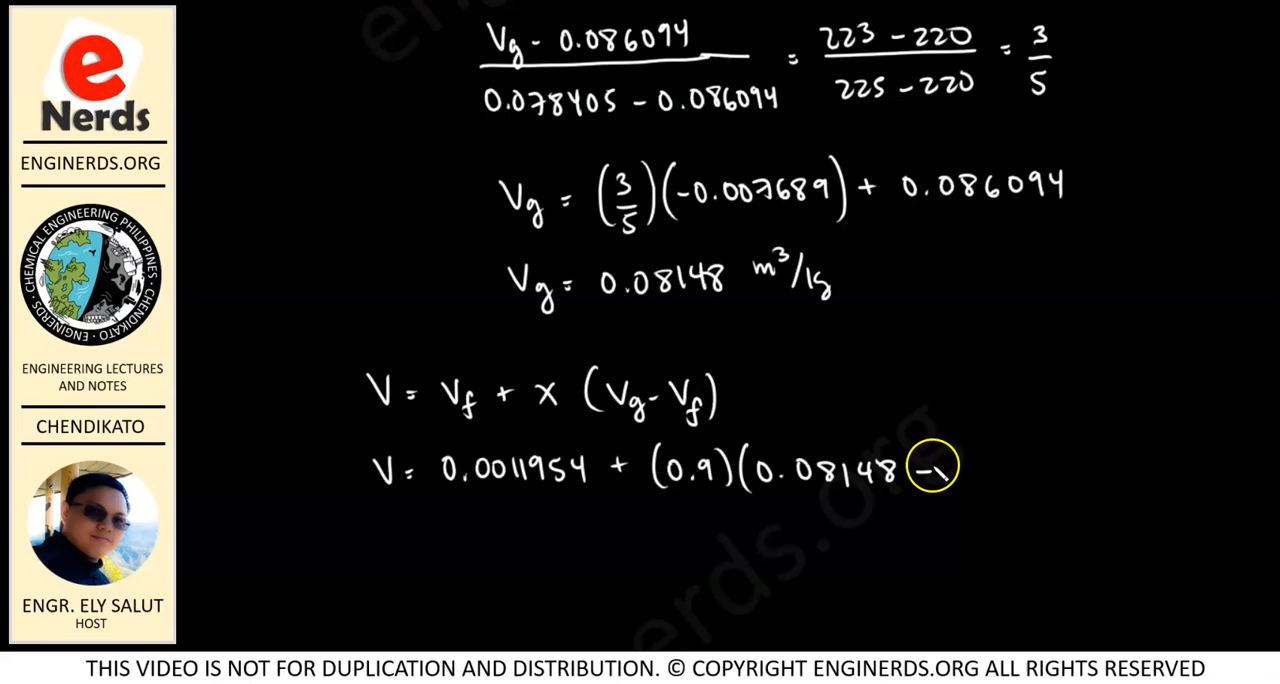 e
Nerds
ENGINERDS.ORG
CHEMICAL ENGINEERING PHILIPPINES
ENGINERDS • ORG • CHENDIKATO
ENGINEERING LECTURES
AND NOTES
CHENDIKATO
ENGR. ELY SALUT
HOST
Vg - 0.086094 / 0.078405 - 0.086094 = 223 - 220 / 225 - 220 = 3/5
Vg = (3/5)(-0.007689) + 0.086094
Vg = 0.08148 m³/kg
V = Vf + x (Vg - Vf)
V = 0.0011954 + (0.9)(0.08148 -
THIS VIDEO IS NOT FOR DUPLICATION AND DISTRIBUTION. © COPYRIGHT ENGINERDS.ORG ALL RIGHTS RESERVED